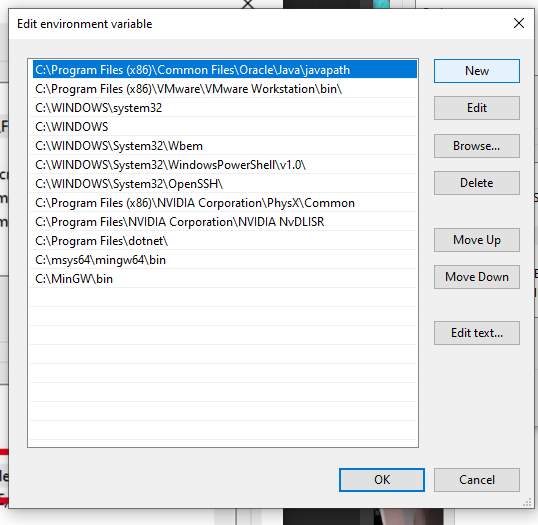 Edit environment variable
C:\Program Files (x86)\Common Files\Oracle\Java\javapath
C:\Program Files (x86)\VMware\VMware Workstation\bin\
C:\WINDOWS\system32
C:\WINDOWS
C:\WINDOWS\System32\Wbem
C:\WINDOWS\System32\WindowsPowerShell\v1.0\
C:\WINDOWS\System32\OpenSSH\
C:\Program Files (x86)\NVIDIA Corporation\PhysX\Common
C:\Program Files\NVIDIA Corporation\NVIDIA NvDLISR
C:\Program Files\dotnet\
C:\msys64\mingw64\bin
C:\MinGW\bin
New
Edit
Browse...
Delete
Move Up
Move Down
Edit text...
OK
Cancel